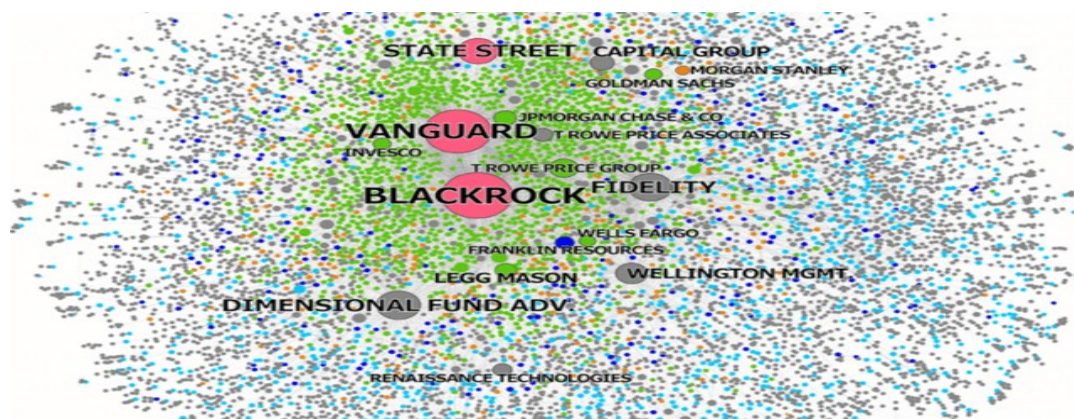 STATE STREET
CAPITAL GROUP
MORGAN STANLEY
GOLDMAN SACHS
JPMORGAN CHASE & CO
VANGUARD
T ROWE PRICE ASSOCIATES
INVESCO
T ROWE PRICE GROUP
BLACKROCK
FIDELITY
WELLS FARGO
FRANKLIN RESOURCES
LEGG MASON
WELLINGTON MGMT
DIMENSIONAL FUND ADV
RENAISSANCE TECHNOLOGIES